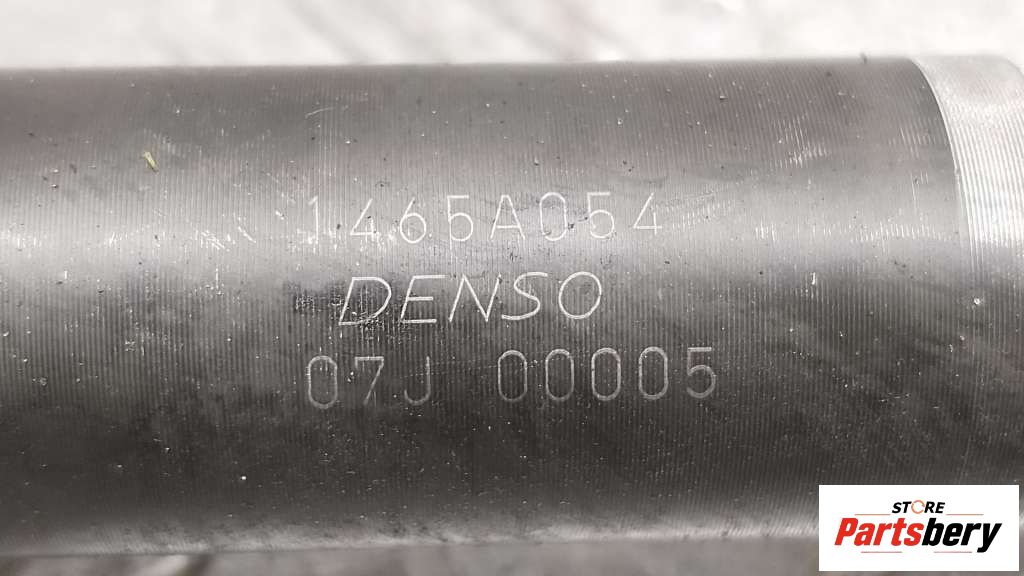 1465A054
DENSO
07J 00005
STORE
Partsbery